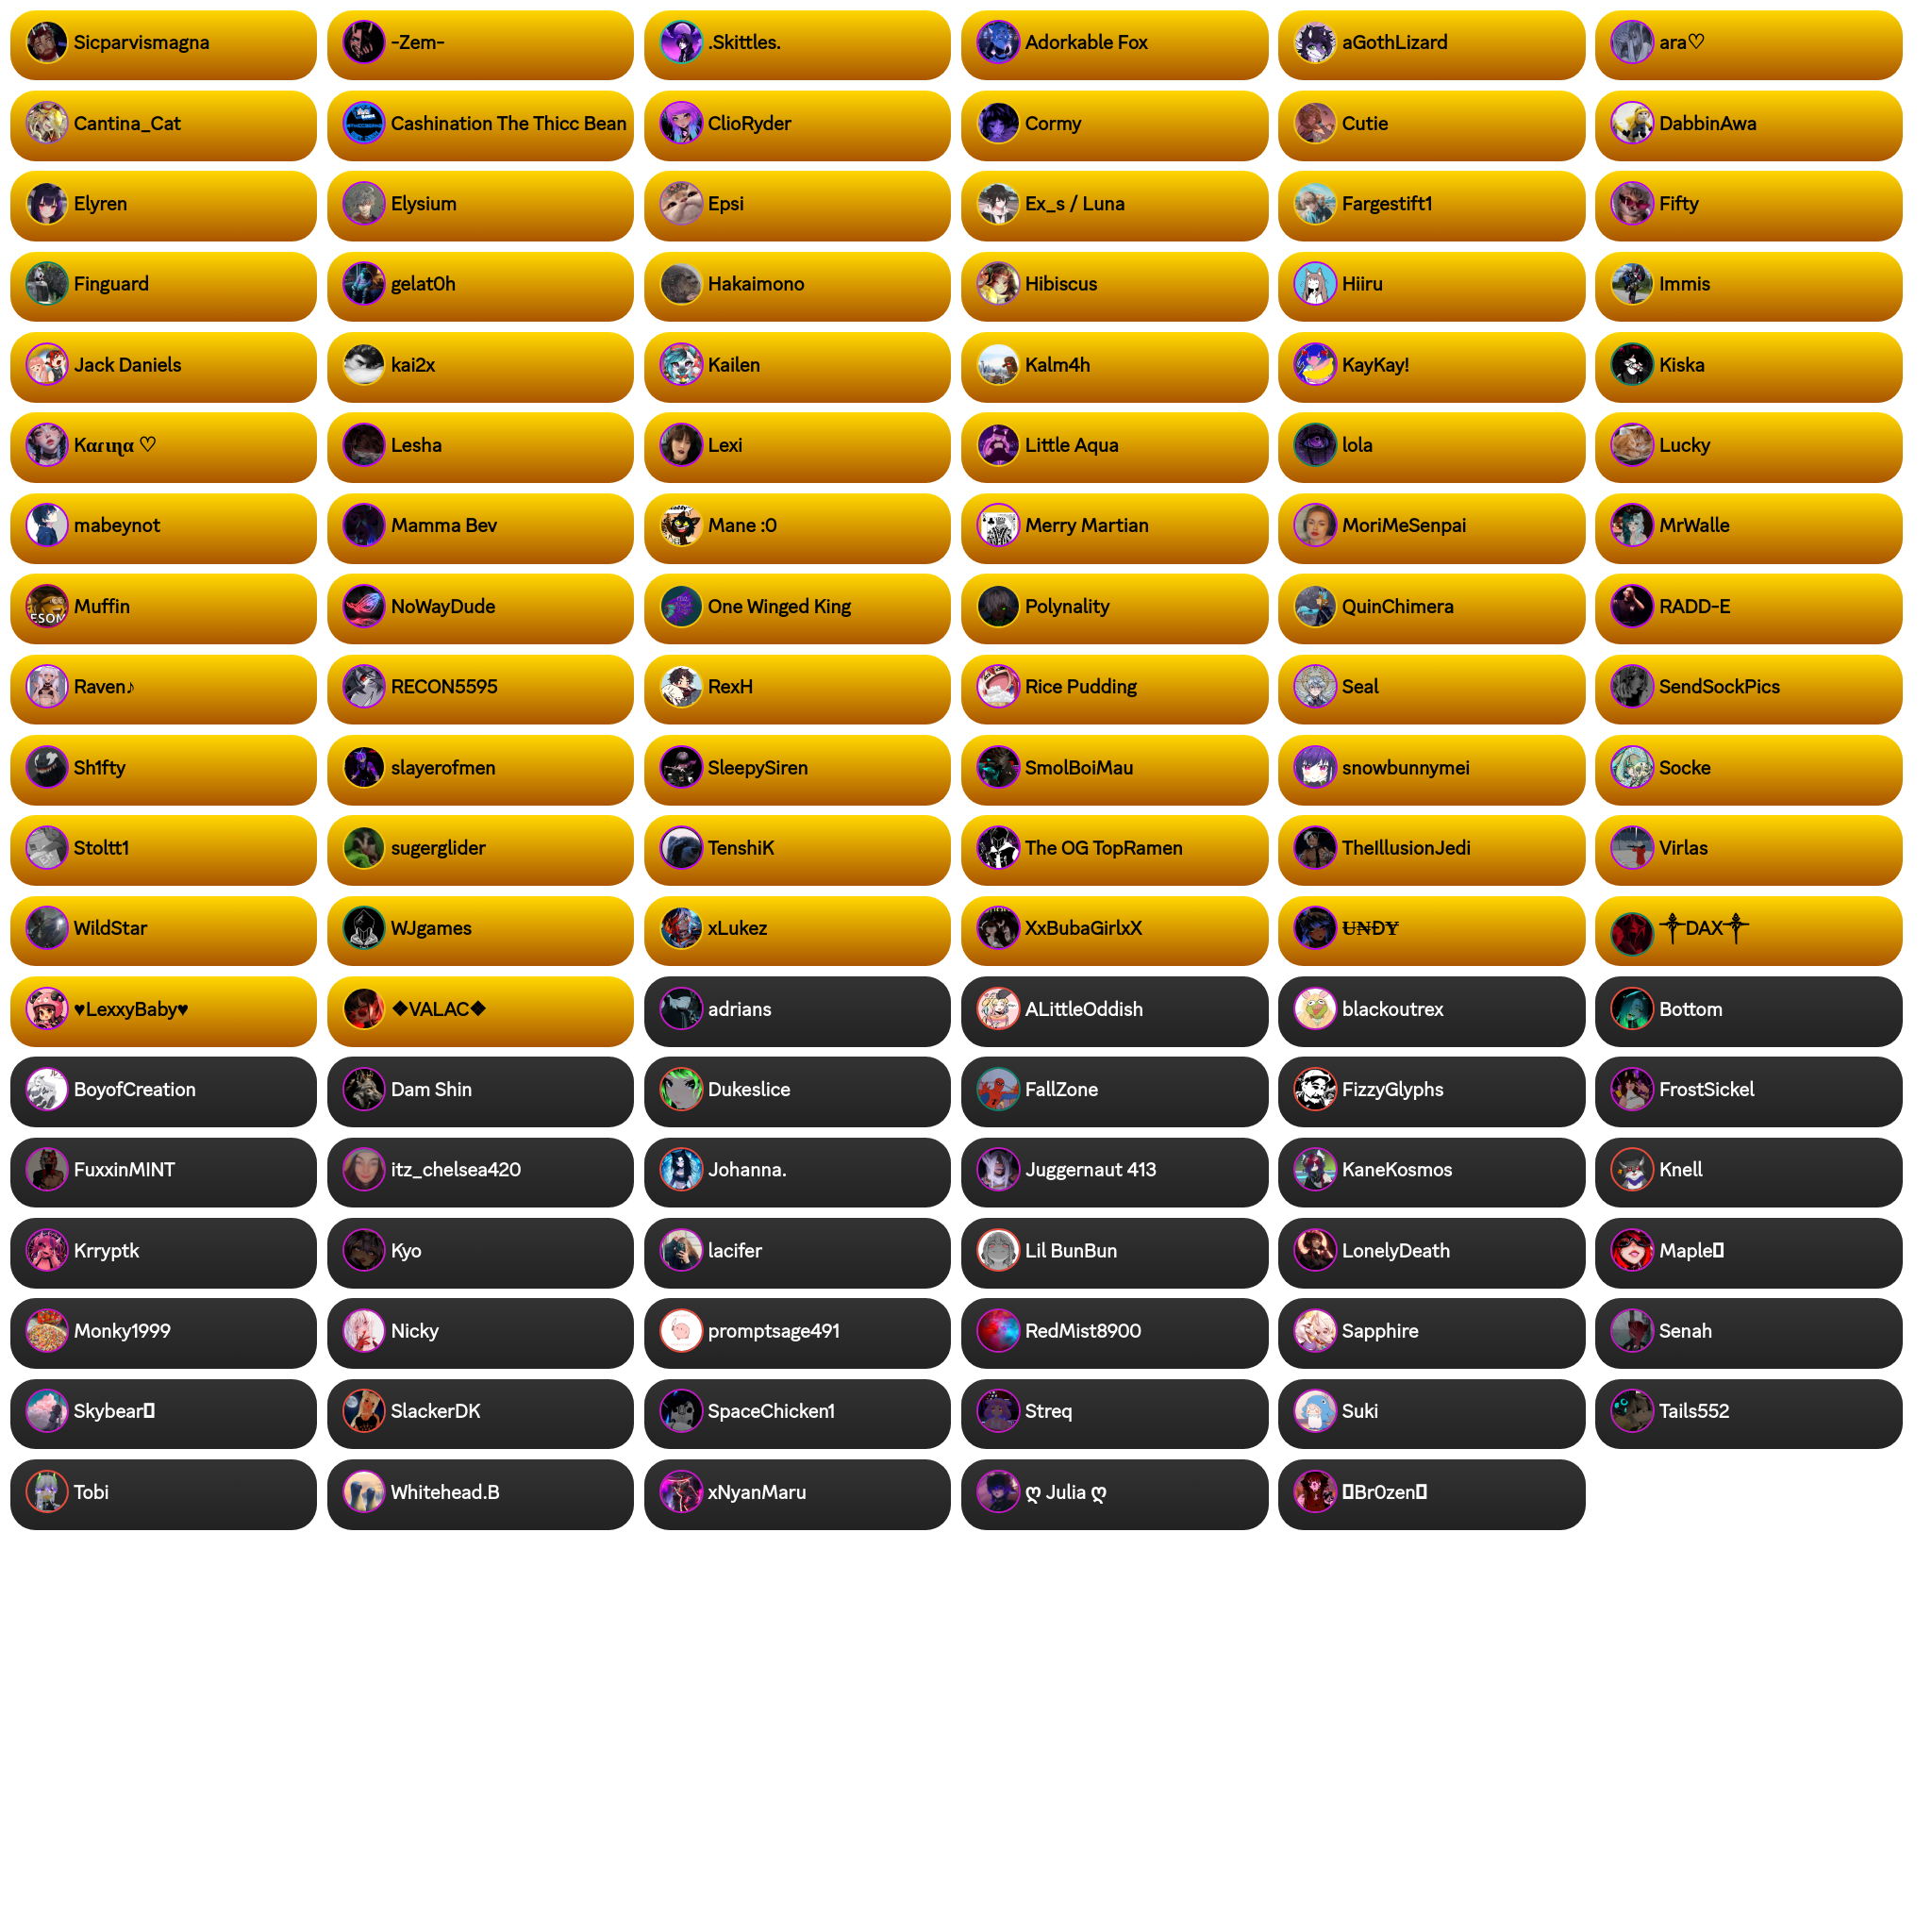 Sicparvismagna
-Zem-
.Skittles.
Adorkable Fox
aGothLizard
ara♡
Cantina_Cat
Cashination The Thicc Bean
ClioRyder
Cormy
Cutie
DabbinAwa
Elyren
Elysium
Epsi
Ex_s / Luna
Fargestift1
Fifty
Finguard
gelat0h
Hakaimono
Hibiscus
Hiiru
Immis
Jack Daniels
kai2x
Kailen
Kalm4h
KayKay!
Kiska
Kαɾιɳα ♡
Lesha
Lexi
Little Aqua
lola
Lucky
mabeynot
Mamma Bev
Mane :0
Merry Martian
MoriMeSenpai
MrWalle
Muffin
NoWayDude
One Winged King
Polynality
QuinChimera
RADD-E
Raven♪
RECON5595
RexH
Rice Pudding
Seal
SendSockPics
Sh1fty
slayerofmen
SleepySiren
SmolBoiMau
snowbunnymei
Socke
Stoltt1
sugerglider
TenshiK
The OG TopRamen
TheIllusionJedi
Virlas
WildStar
WJgames
xLukez
XxBubaGirlxX
U̶N̶ĐY̶
༒DAX༒
♥LexxyBaby♥
❖VALAC❖
adrians
ALittleOddish
blackoutrex
Bottom
BoyofCreation
Dam Shin
Dukeslice
FallZone
FizzyGlyphs
FrostSickel
FuxxinMINT
itz_chelsea420
Johanna.
Juggernaut 413
KaneKosmos
Knell
Krryptk
Kyo
lacifer
Lil BunBun
LonelyDeath
Maple
Monky1999
Nicky
promptsage491
RedMist8900
Sapphire
Senah
Skybear
SlackerDK
SpaceChicken1
Streq
Suki
Tails552
Tobi
Whitehead.B
xNyanMaru
ღ Julia ღ
Br0zen